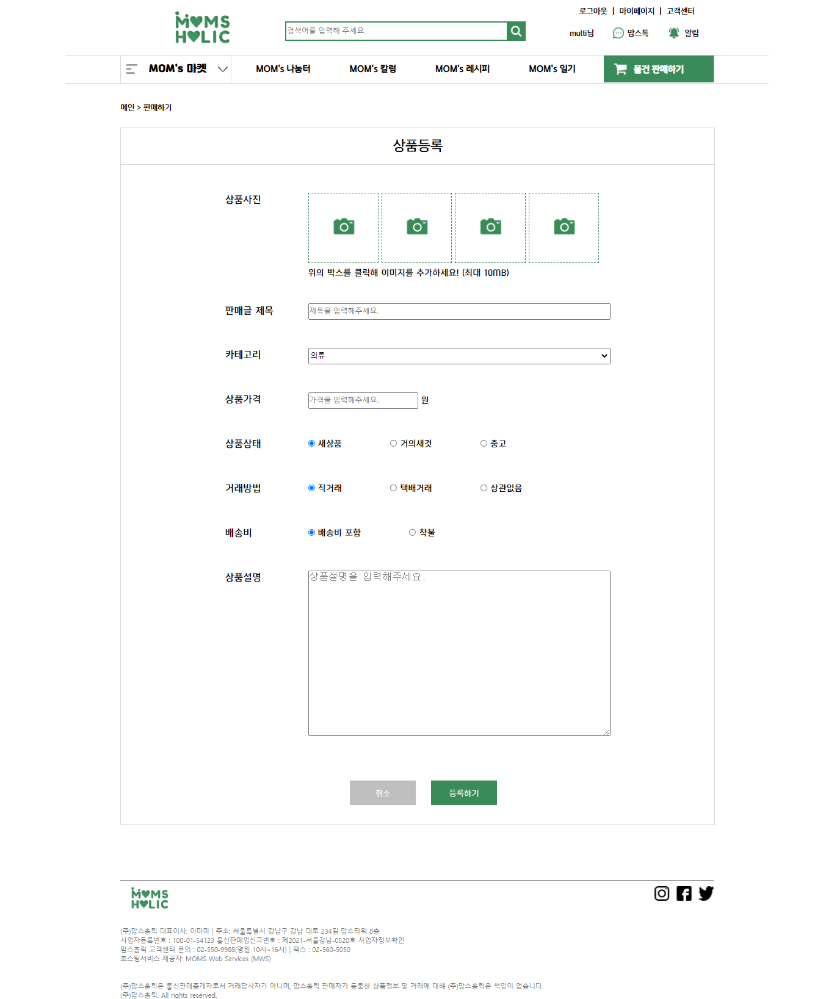 로그아웃 | 마이페이지 | 고객센터
MOMS HOLIC
검색어를 입력해 주세요.
multi님 맘스톡 알림
MOM's 마켓 MOM's 나눔터 MOM's 칼럼 MOM's 레시피 MOM's 일기 물건 판매하기
메인 > 판매하기
상품등록
상품사진
위의 박스를 클릭해 이미지를 추가하세요! (최대 10MB)
판매글 제목 제목을 입력해주세요.
카테고리 의류
상품가격 가격을 입력해주세요. 원
상품상태 새상품 거의새것 중고
거래방법 직거래 택배거래 상관없음
배송비 배송비 포함 착불
상품설명 상품설명을 입력해주세요.
취소 등록하기
MOMS HOLIC
(주)맘스홀릭 대표이사: 이마마 | 주소: 서울특별시 강남구 강남 대로 234길 맘스타워 8층
사업자등록번호 : 100-01-54123 통신판매업신고번호 : 제2021-서울강남-0520호 사업자정보확인
맘스홀릭 고객센터 문의 : 02-550-9988(평일 10시~16시) | 팩스 : 02-560-5050
호스팅서비스 제공자: MOMS Web Services (MWS)
(주)맘스홀릭은 통신판매중개자로서 거래당사자가 아니며, 맘스홀릭 판매자가 등록한 상품정보 및 거래에 대해 (주)맘스홀릭은 책임이 없습니다.
(주)맘스홀릭. All rights reserved.